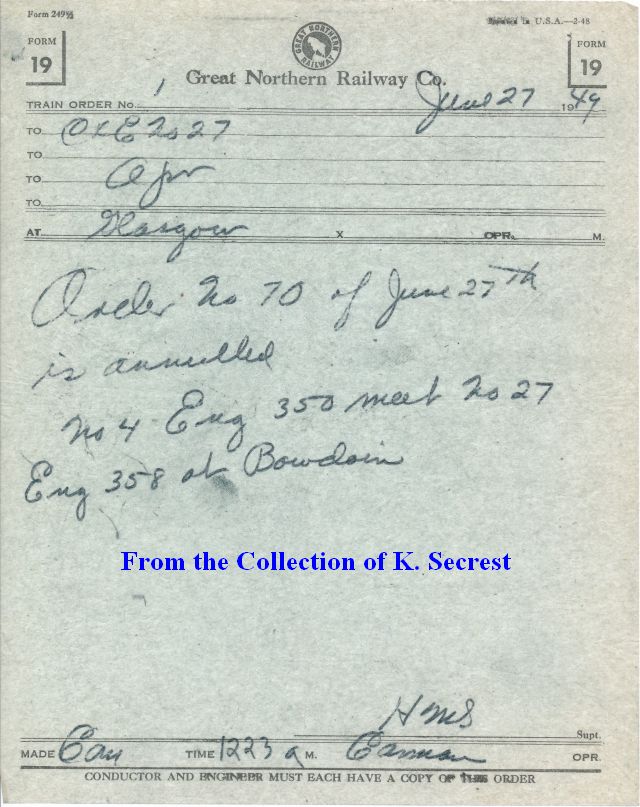 Form 249½
U.S.A.—2-48
FORM
19
GREAT NORTHERN RAILWAY
FORM
19
Great Northern Railway Co.
TRAIN ORDER No. 1 June 27 1949
TO C & E No 27
TO Opr
TO
TO
AT Glasgow X OPR. M.
Order No 70 of June 27th
is annulled
No 4 Eng 350 meet No 27
Eng 358 at Bowdoin
From the Collection of K. Secrest
HMS
Supt.
MADE Com TIME 1223 a M. OPR.
CONDUCTOR AND ENGINEER MUST EACH HAVE A COPY OF THIS ORDER